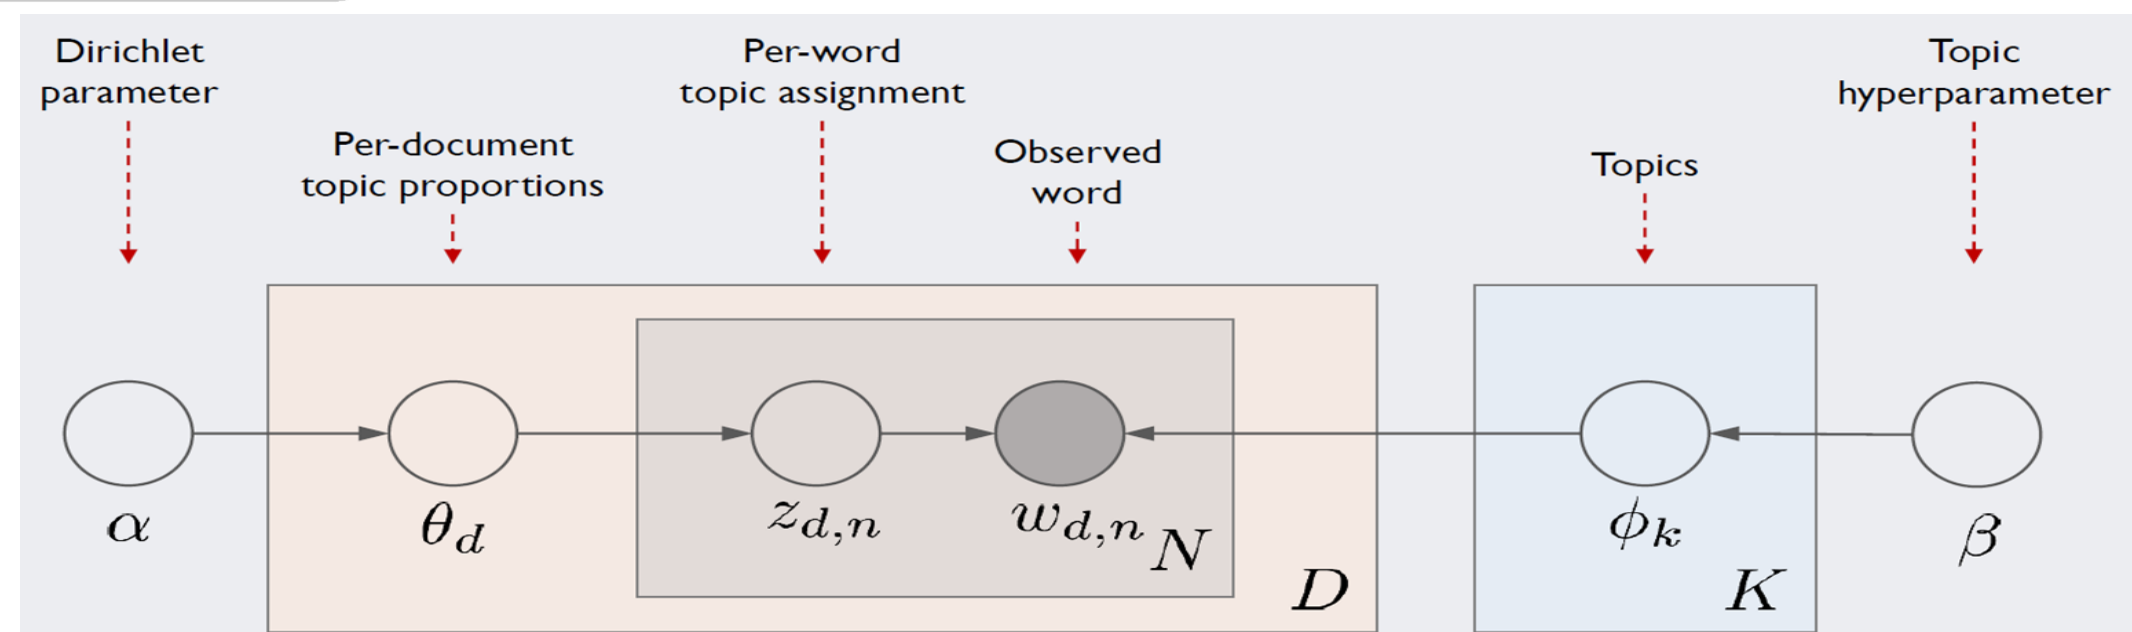 Dirichlet
parameter
Per-document
topic proportions
Per-word
topic assignment
Observed
word
Topics
Topic
hyperparameter
α
θd
zd,n
wd,n
N
D
ϕk
K
β